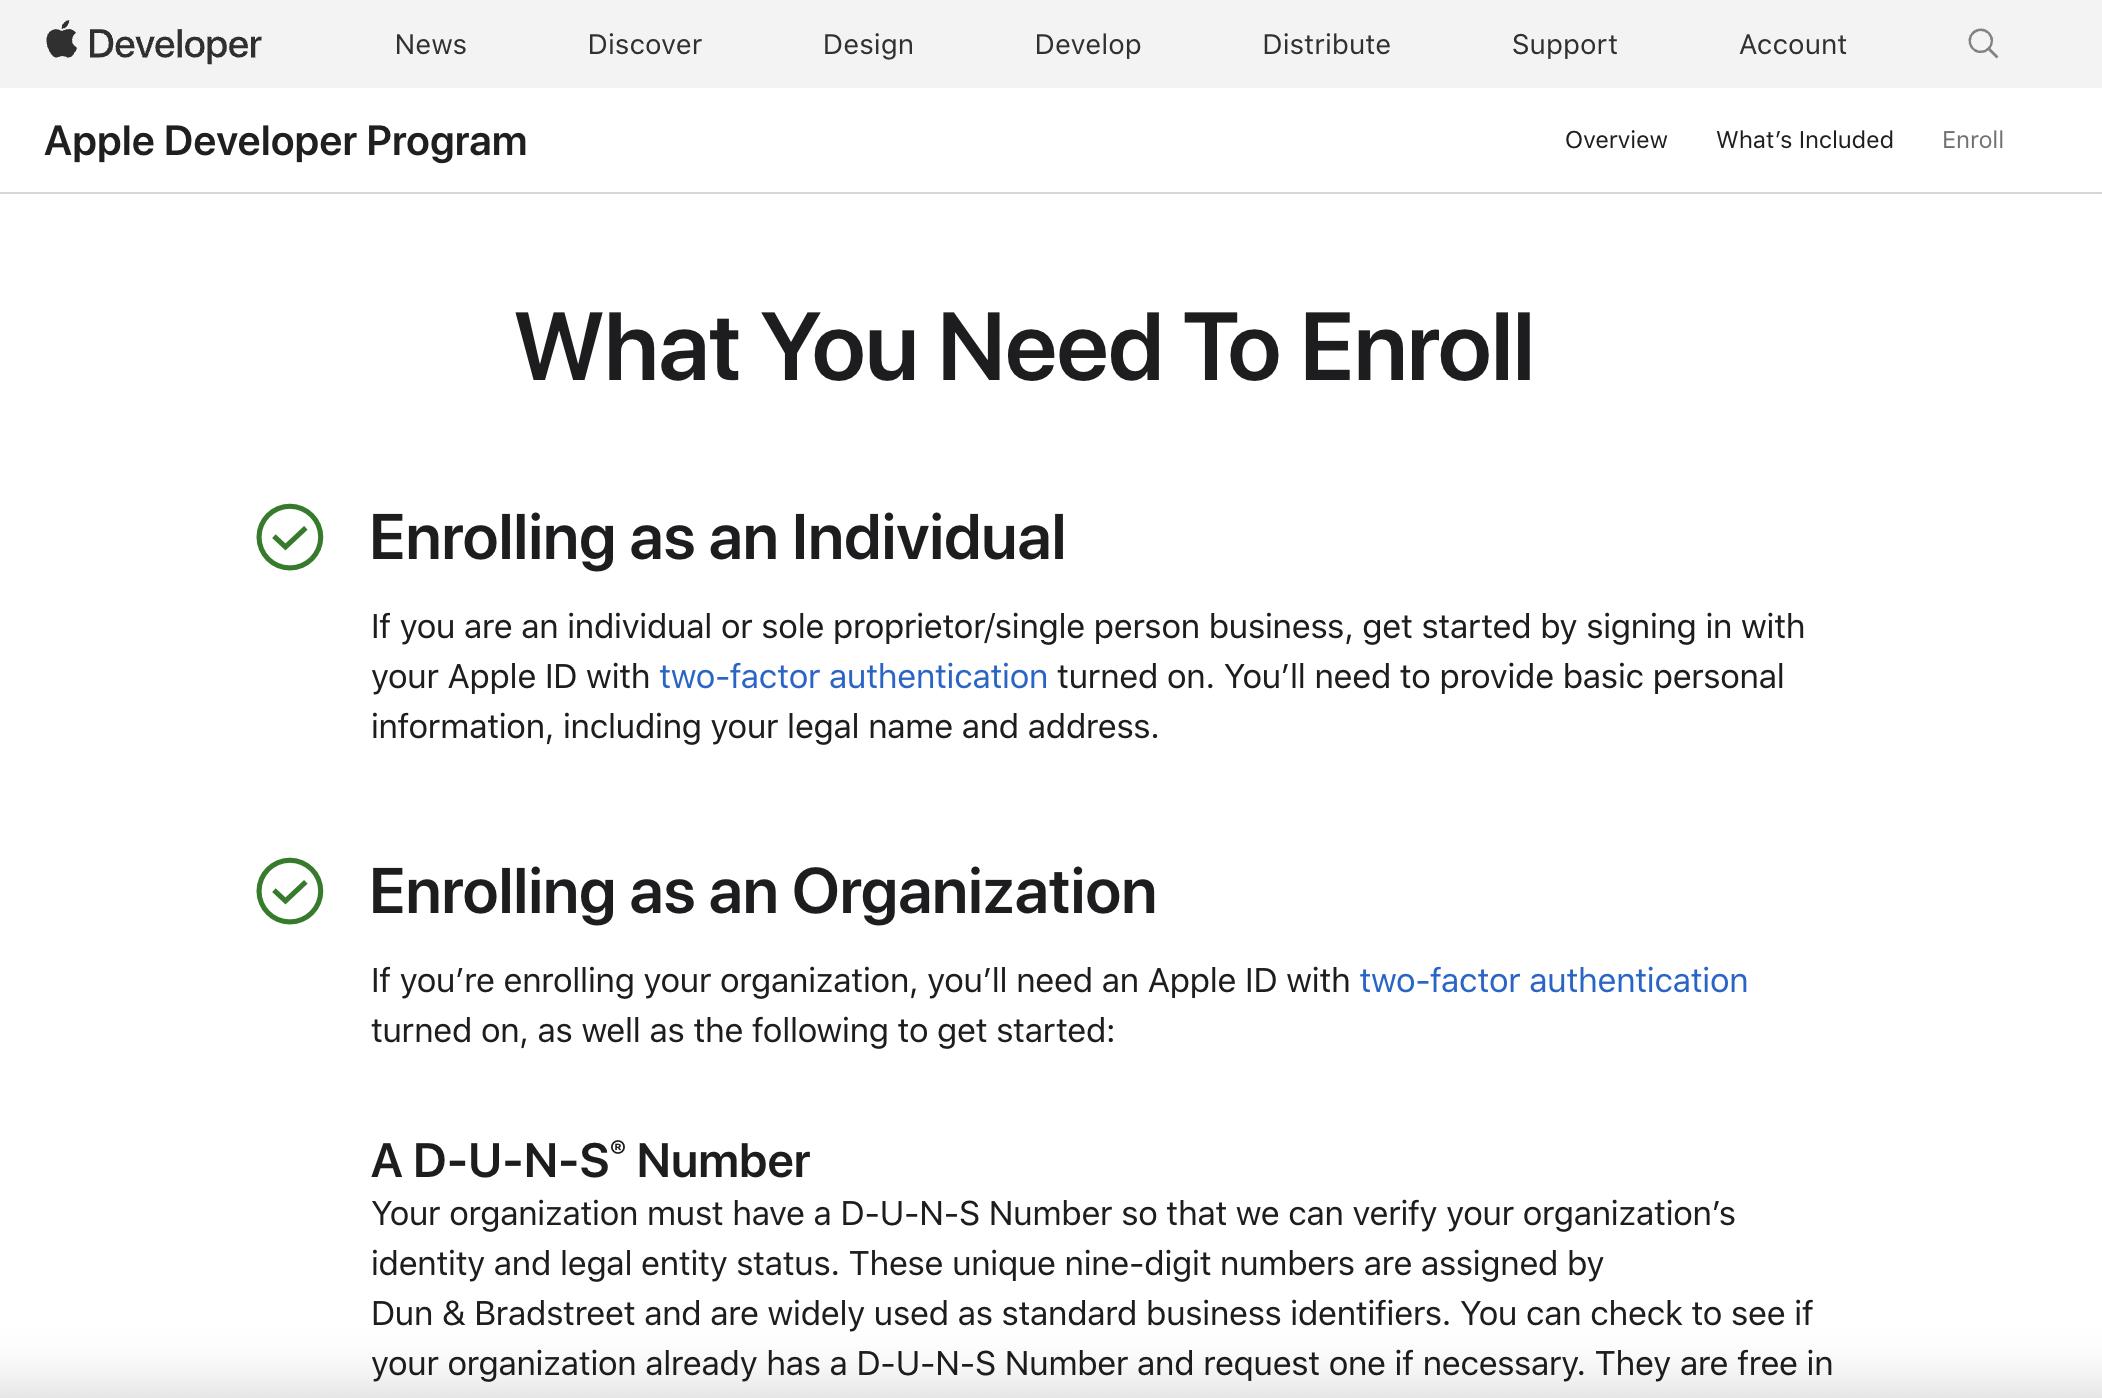 Developer
News
Discover
Design
Develop
Distribute
Support
Account
Apple Developer Program
Overview
What’s Included
Enroll
What You Need To Enroll
Enrolling as an Individual
If you are an individual or sole proprietor/single person business, get started by signing in with
your Apple ID with two-factor authentication turned on. You’ll need to provide basic personal
information, including your legal name and address.
Enrolling as an Organization
If you’re enrolling your organization, you’ll need an Apple ID with two-factor authentication
turned on, as well as the following to get started:
A D-U-N-S® Number
Your organization must have a D-U-N-S Number so that we can verify your organization’s
identity and legal entity status. These unique nine-digit numbers are assigned by
Dun & Bradstreet and are widely used as standard business identifiers. You can check to see if
your organization already has a D-U-N-S Number and request one if necessary. They are free in